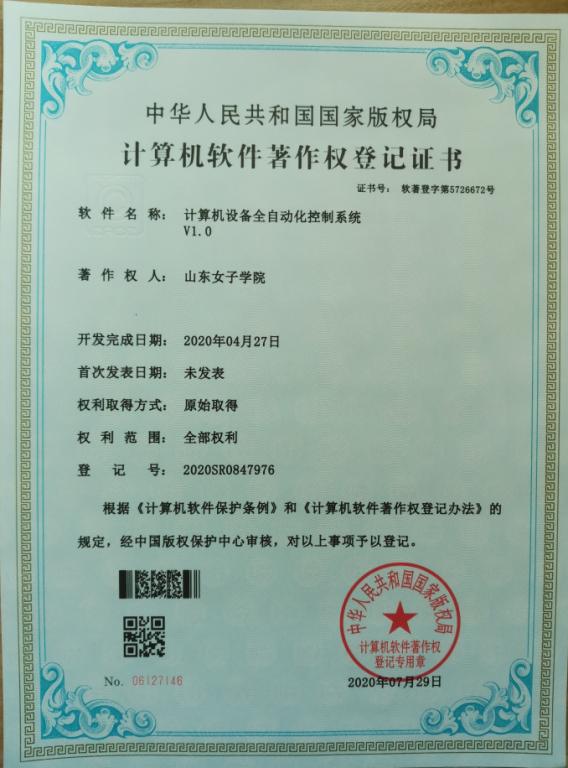 中华人民共和国国家版权局
计算机软件著作权登记证书
证书号： 软著登字第5726672号
软件名称： 计算机设备全自动化控制系统
V1.0
著作权人： 山东女子学院
开发完成日期： 2020年04月27日
首次发表日期： 未发表
权利取得方式： 原始取得
权利范围： 全部权利
登记号： 2020SR0847976
根据《计算机软件保护条例》和《计算机软件著作权登记办法》的
规定，经中国版权保护中心审核，对以上事项予以登记。
中华人民共和国国家版权局
计算机软件著作权
登记专用章
No. 06127146
2020年07月29日